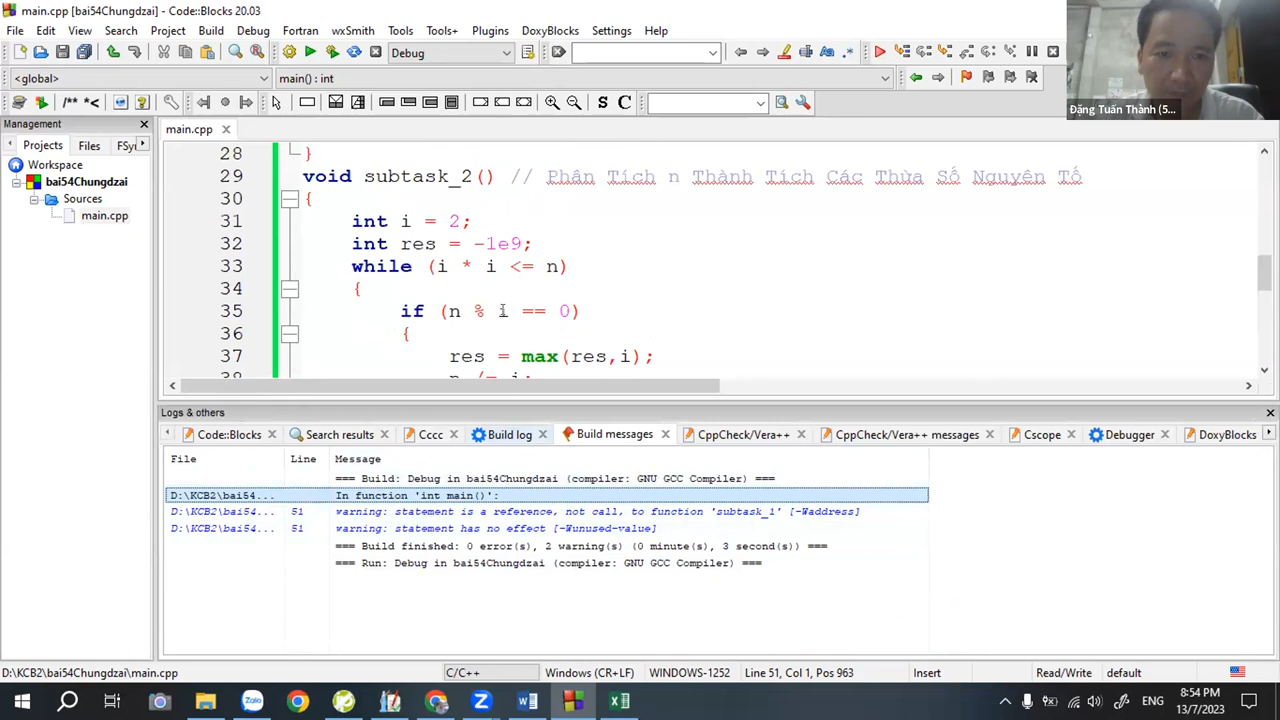 main.cpp [bai54Chungdzai] - Code::Blocks 20.03
File Edit View Search Project Build Debug Fortran wxSmith Tools Tools+ Plugins DoxyBlocks Settings Help
Debug
<global> main() : int
/** *< S C
Đặng Tuấn Thành (5...
Management
Projects Files FSy
Workspace
bai54Chungdzai
Sources
main.cpp
main.cpp
28 }
29 void subtask_2() // Phân Tích n Thành Tích Các Thừa Số Nguyên Tố
30 {
31 int i = 2;
32 int res = -1e9;
33 while (i * i <= n)
34 {
35 if (n % i == 0)
36 {
37 res = max(res,i);
38 n /= i;
Logs & others
Code::Blocks Search results Cccc Build log Build messages CppCheck/Vera++ CppCheck/Vera++ messages Cscope Debugger DoxyBlocks
File Line Message
=== Build: Debug in bai54Chungdzai (compiler: GNU GCC Compiler) ===
D:\KCB2\bai54... In function 'int main()':
D:\KCB2\bai54... 51 warning: statement is a reference, not call, to function 'subtask_1' [-Waddress]
D:\KCB2\bai54... 51 warning: statement has no effect [-Wunused-value]
=== Build finished: 0 error(s), 2 warning(s) (0 minute(s), 3 second(s)) ===
=== Run: Debug in bai54Chungdzai (compiler: GNU GCC Compiler) ===
D:\KCB2\bai54Chungdzai\main.cpp C/C++ Windows (CR+LF) WINDOWS-1252 Line 51, Col 1, Pos 963 Insert Read/Write default
Zalo ENG 8:54 PM
13/7/2023